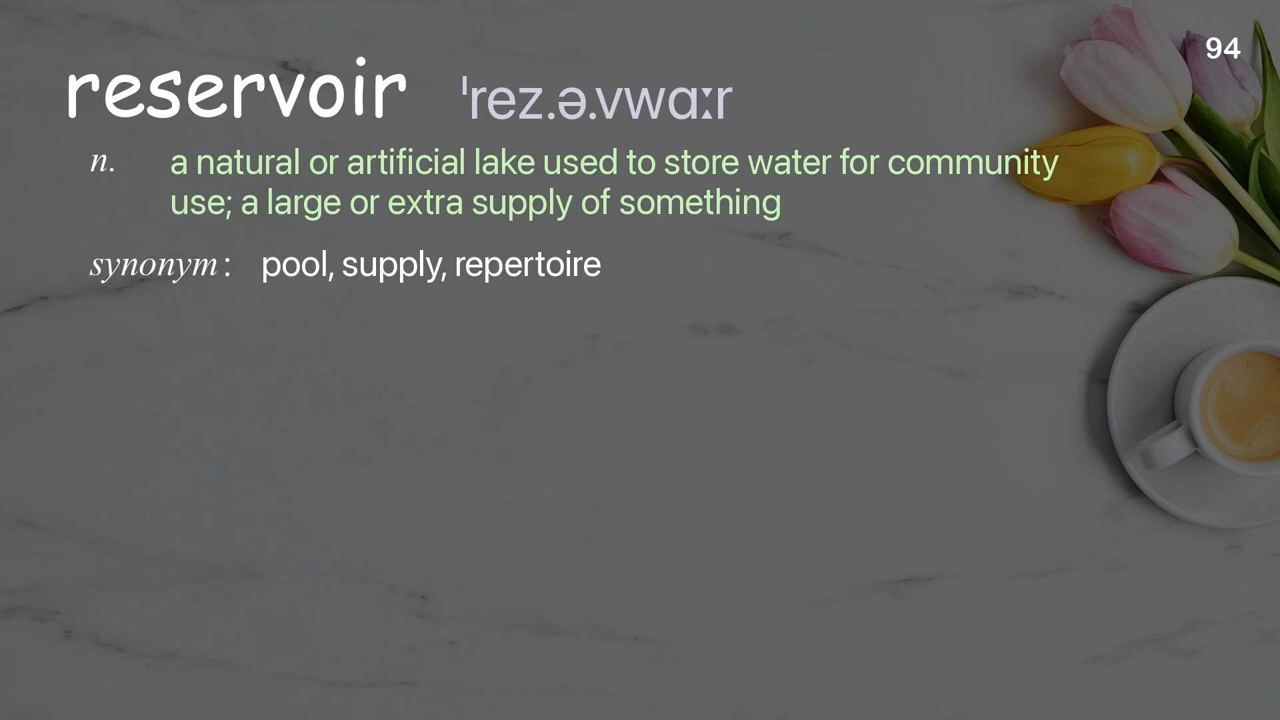 94
reservoir ˈrez.ə.vwɑːr
n. a natural or artificial lake used to store water for community
use; a large or extra supply of something
synonym : pool, supply, repertoire